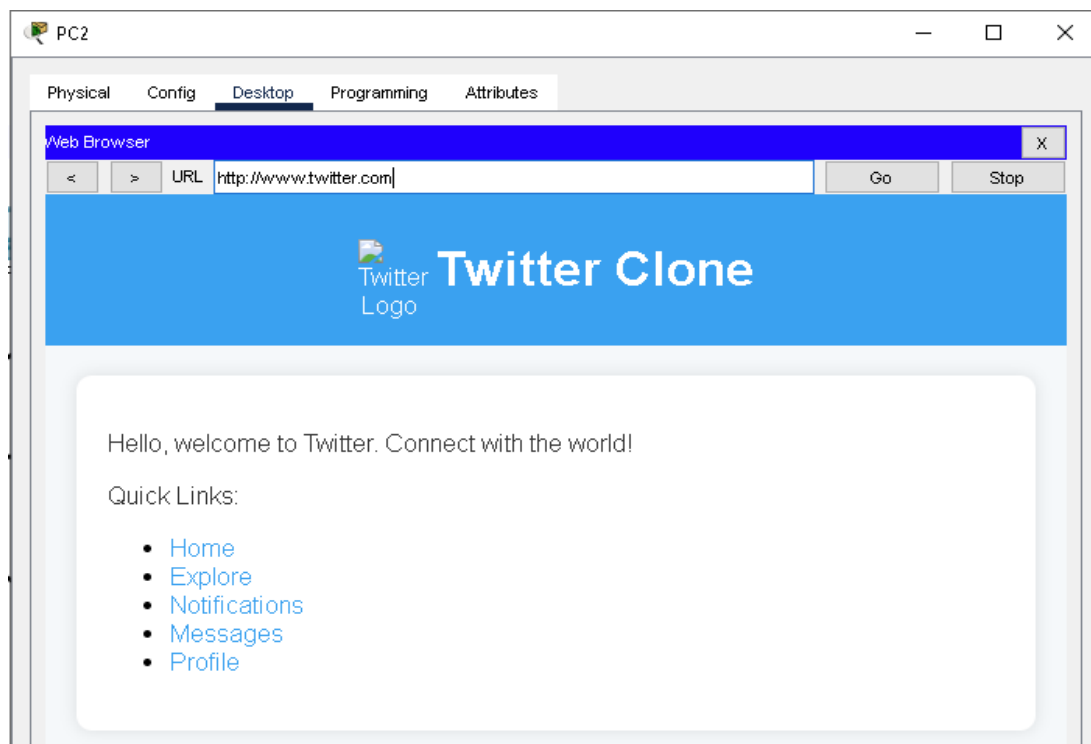 PC2
Physical Config Desktop Programming Attributes
Web Browser X
< > URL http://www.twitter.com Go Stop
Twitter Logo
Twitter Clone
Hello, welcome to Twitter. Connect with the world!
Quick Links:
Home
Explore
Notifications
Messages
Profile